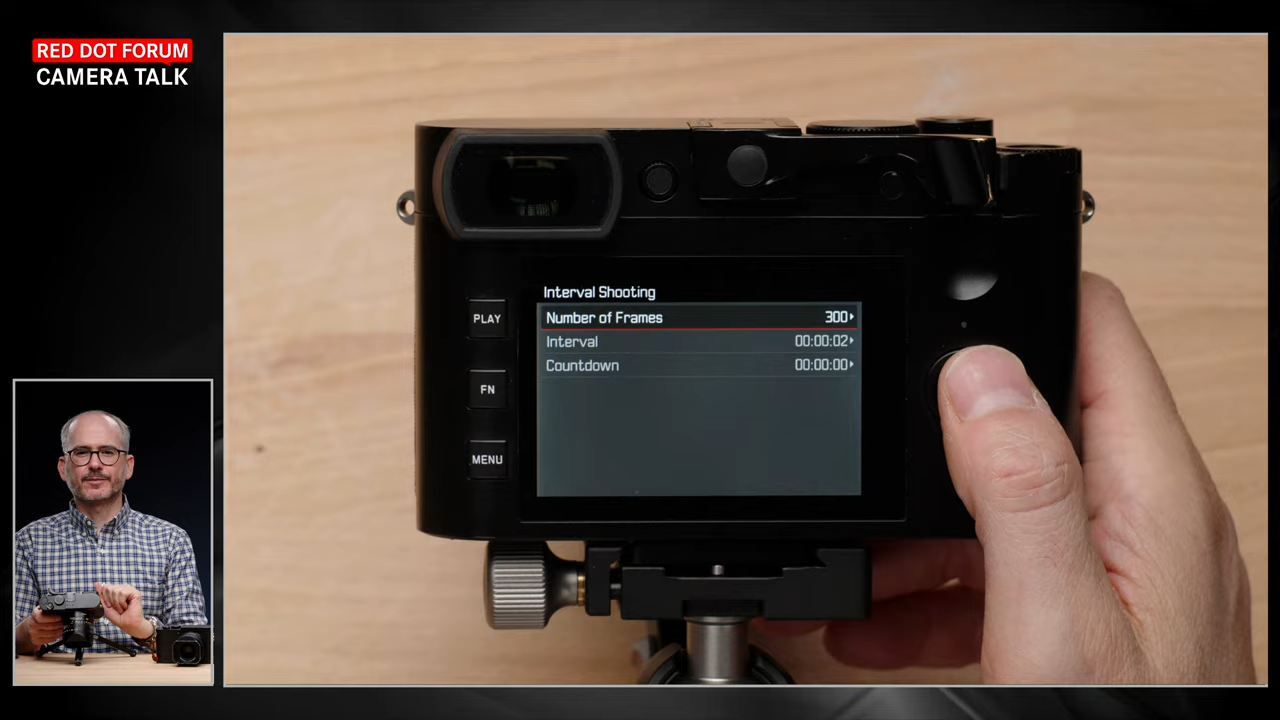 RED DOT FORUM
CAMERA TALK
Interval Shooting
Number of Frames 300
Interval 00:00:02
Countdown 00:00:00
PLAY
FN
MENU